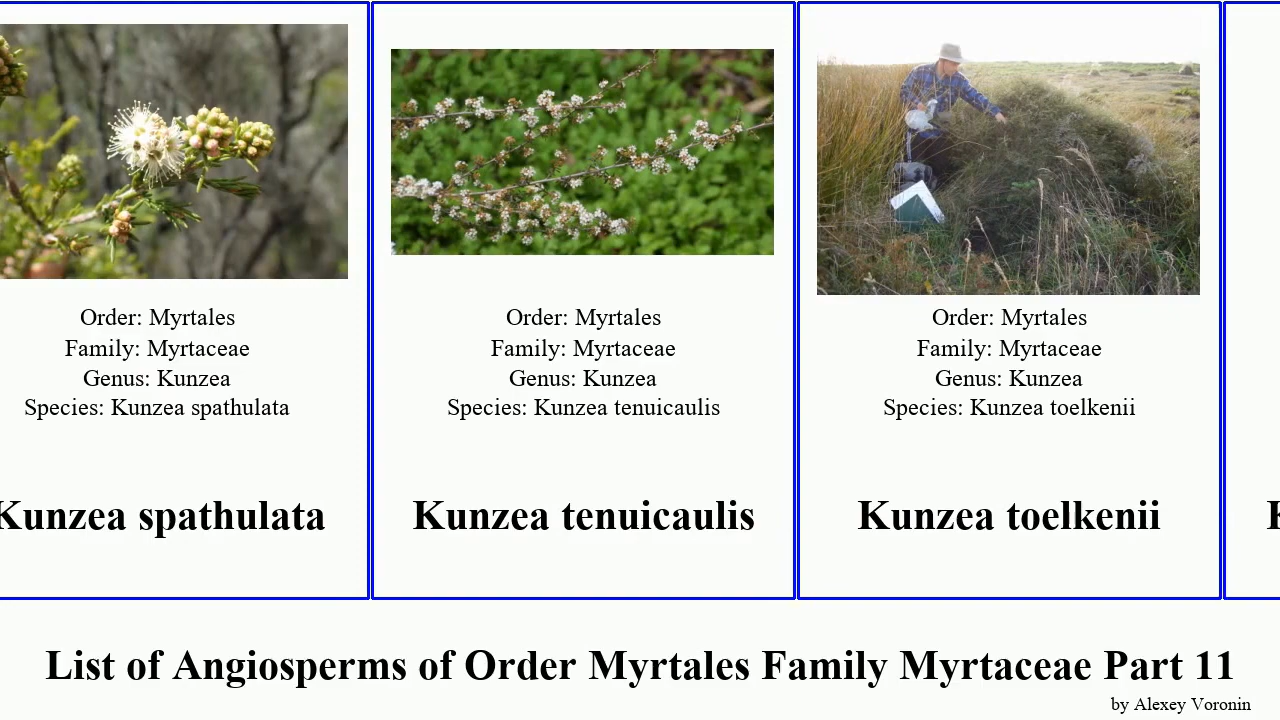 Order: Myrtales
Family: Myrtaceae
Genus: Kunzea
Species: Kunzea spathulata
Kunzea spathulata
Order: Myrtales
Family: Myrtaceae
Genus: Kunzea
Species: Kunzea tenuicaulis
Kunzea tenuicaulis
Order: Myrtales
Family: Myrtaceae
Genus: Kunzea
Species: Kunzea toelkenii
Kunzea toelkenii
List of Angiosperms of Order Myrtales Family Myrtaceae Part 11
by Alexey Voronin